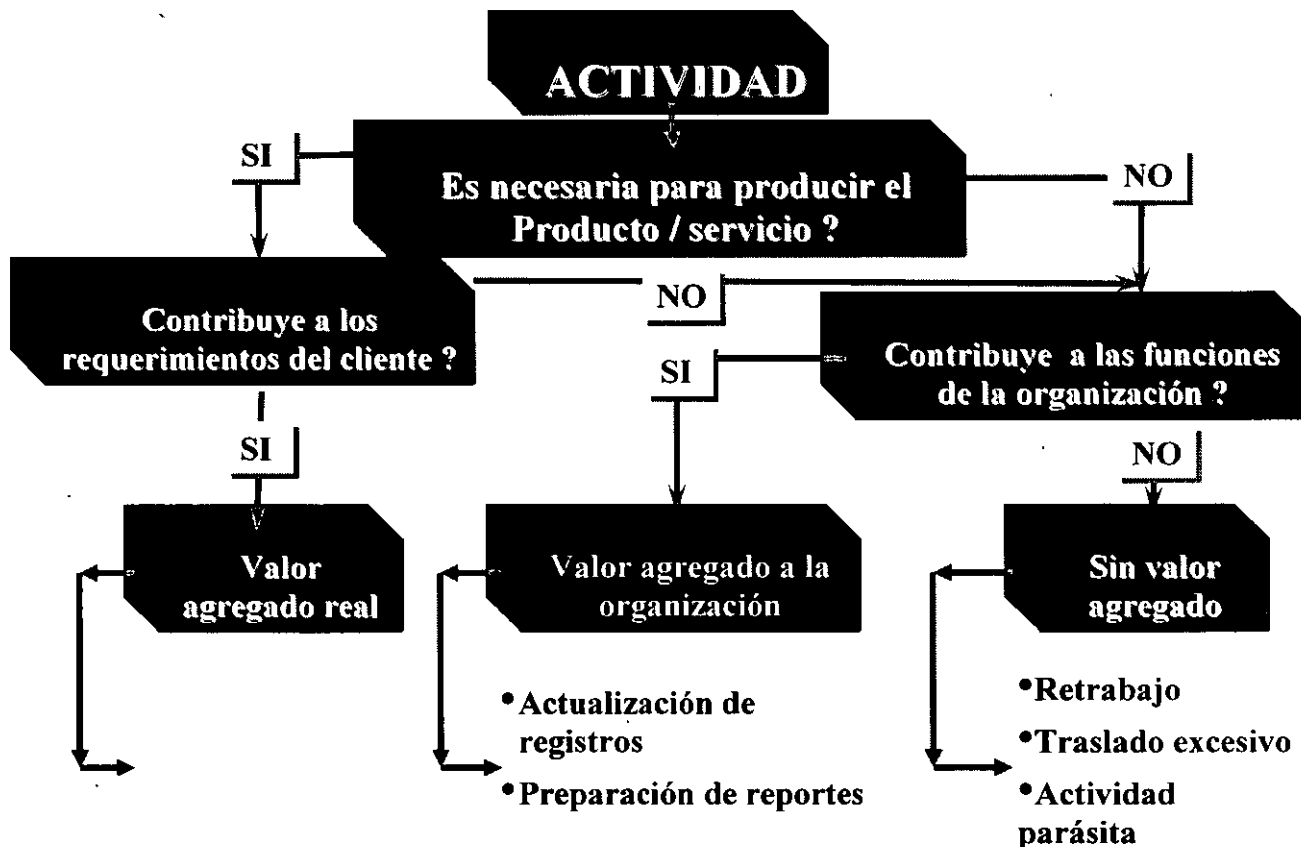 ACTIVIDAD
SI
Es necesaria para producir el
Producto / servicio ?
NO
Contribuye a los
requerimientos del cliente ?
NO
SI
Contribuye a las funciones
de la organización ?
SI
NO
Valor
agregado real
Valor agregado a la
organización
Sin valor
agregado
•Actualización de
registros
•Preparación de reportes
•Retrabajo
•Traslado excesivo
•Actividad
parásita